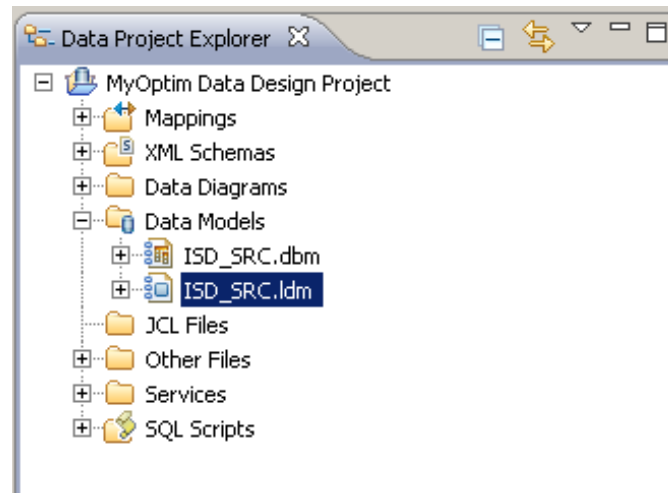 Data Project Explorer
MyOptim Data Design Project
Mappings
XML Schemas
Data Diagrams
Data Models
ISD_SRC.dbm
ISD_SRC.ldm
JCL Files
Other Files
Services
SQL Scripts